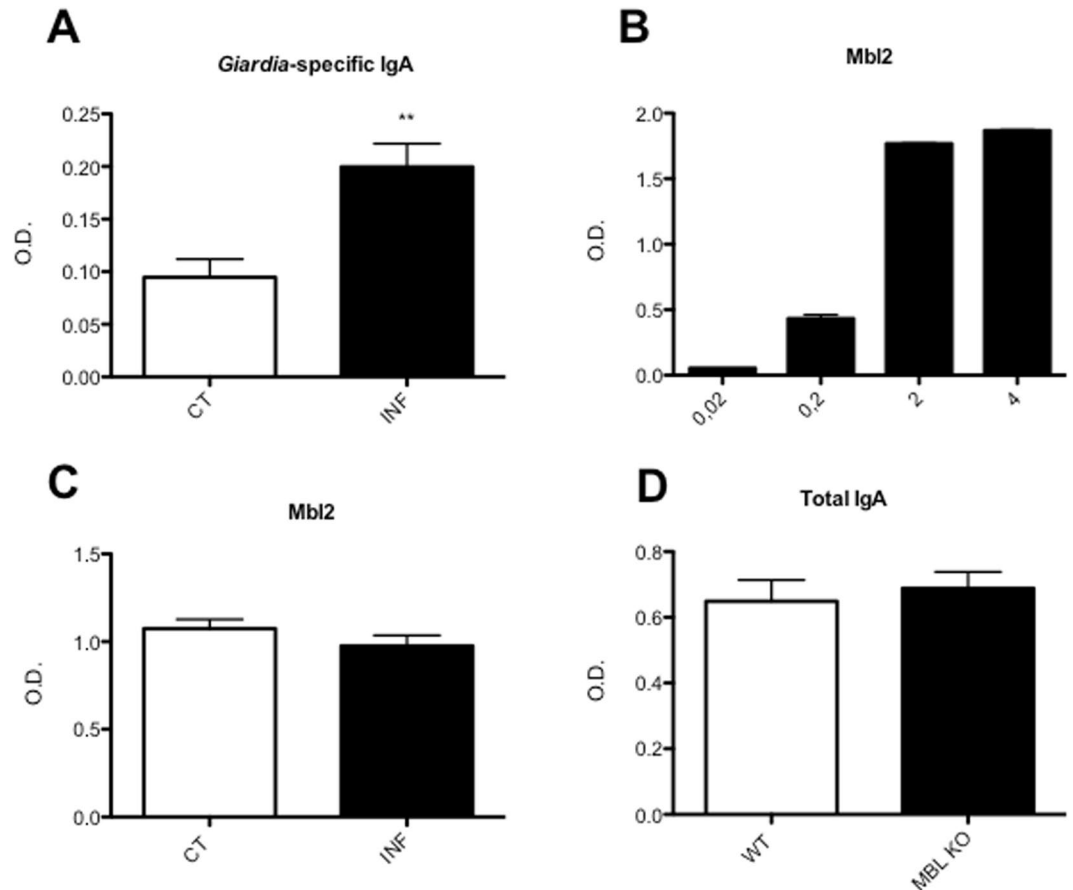 A
Giardia-specific IgA
O.D.
0.25
0.20
0.15
0.10
0.05
0.00
CT
INF
**
B
Mbl2
O.D.
2.0
1.5
1.0
0.5
0.0
0,02
0,2
2
4
C
Mbl2
O.D.
1.5
1.0
0.5
0.0
CT
INF
D
Total IgA
O.D.
0.8
0.6
0.4
0.2
0.0
WT
MBL KO